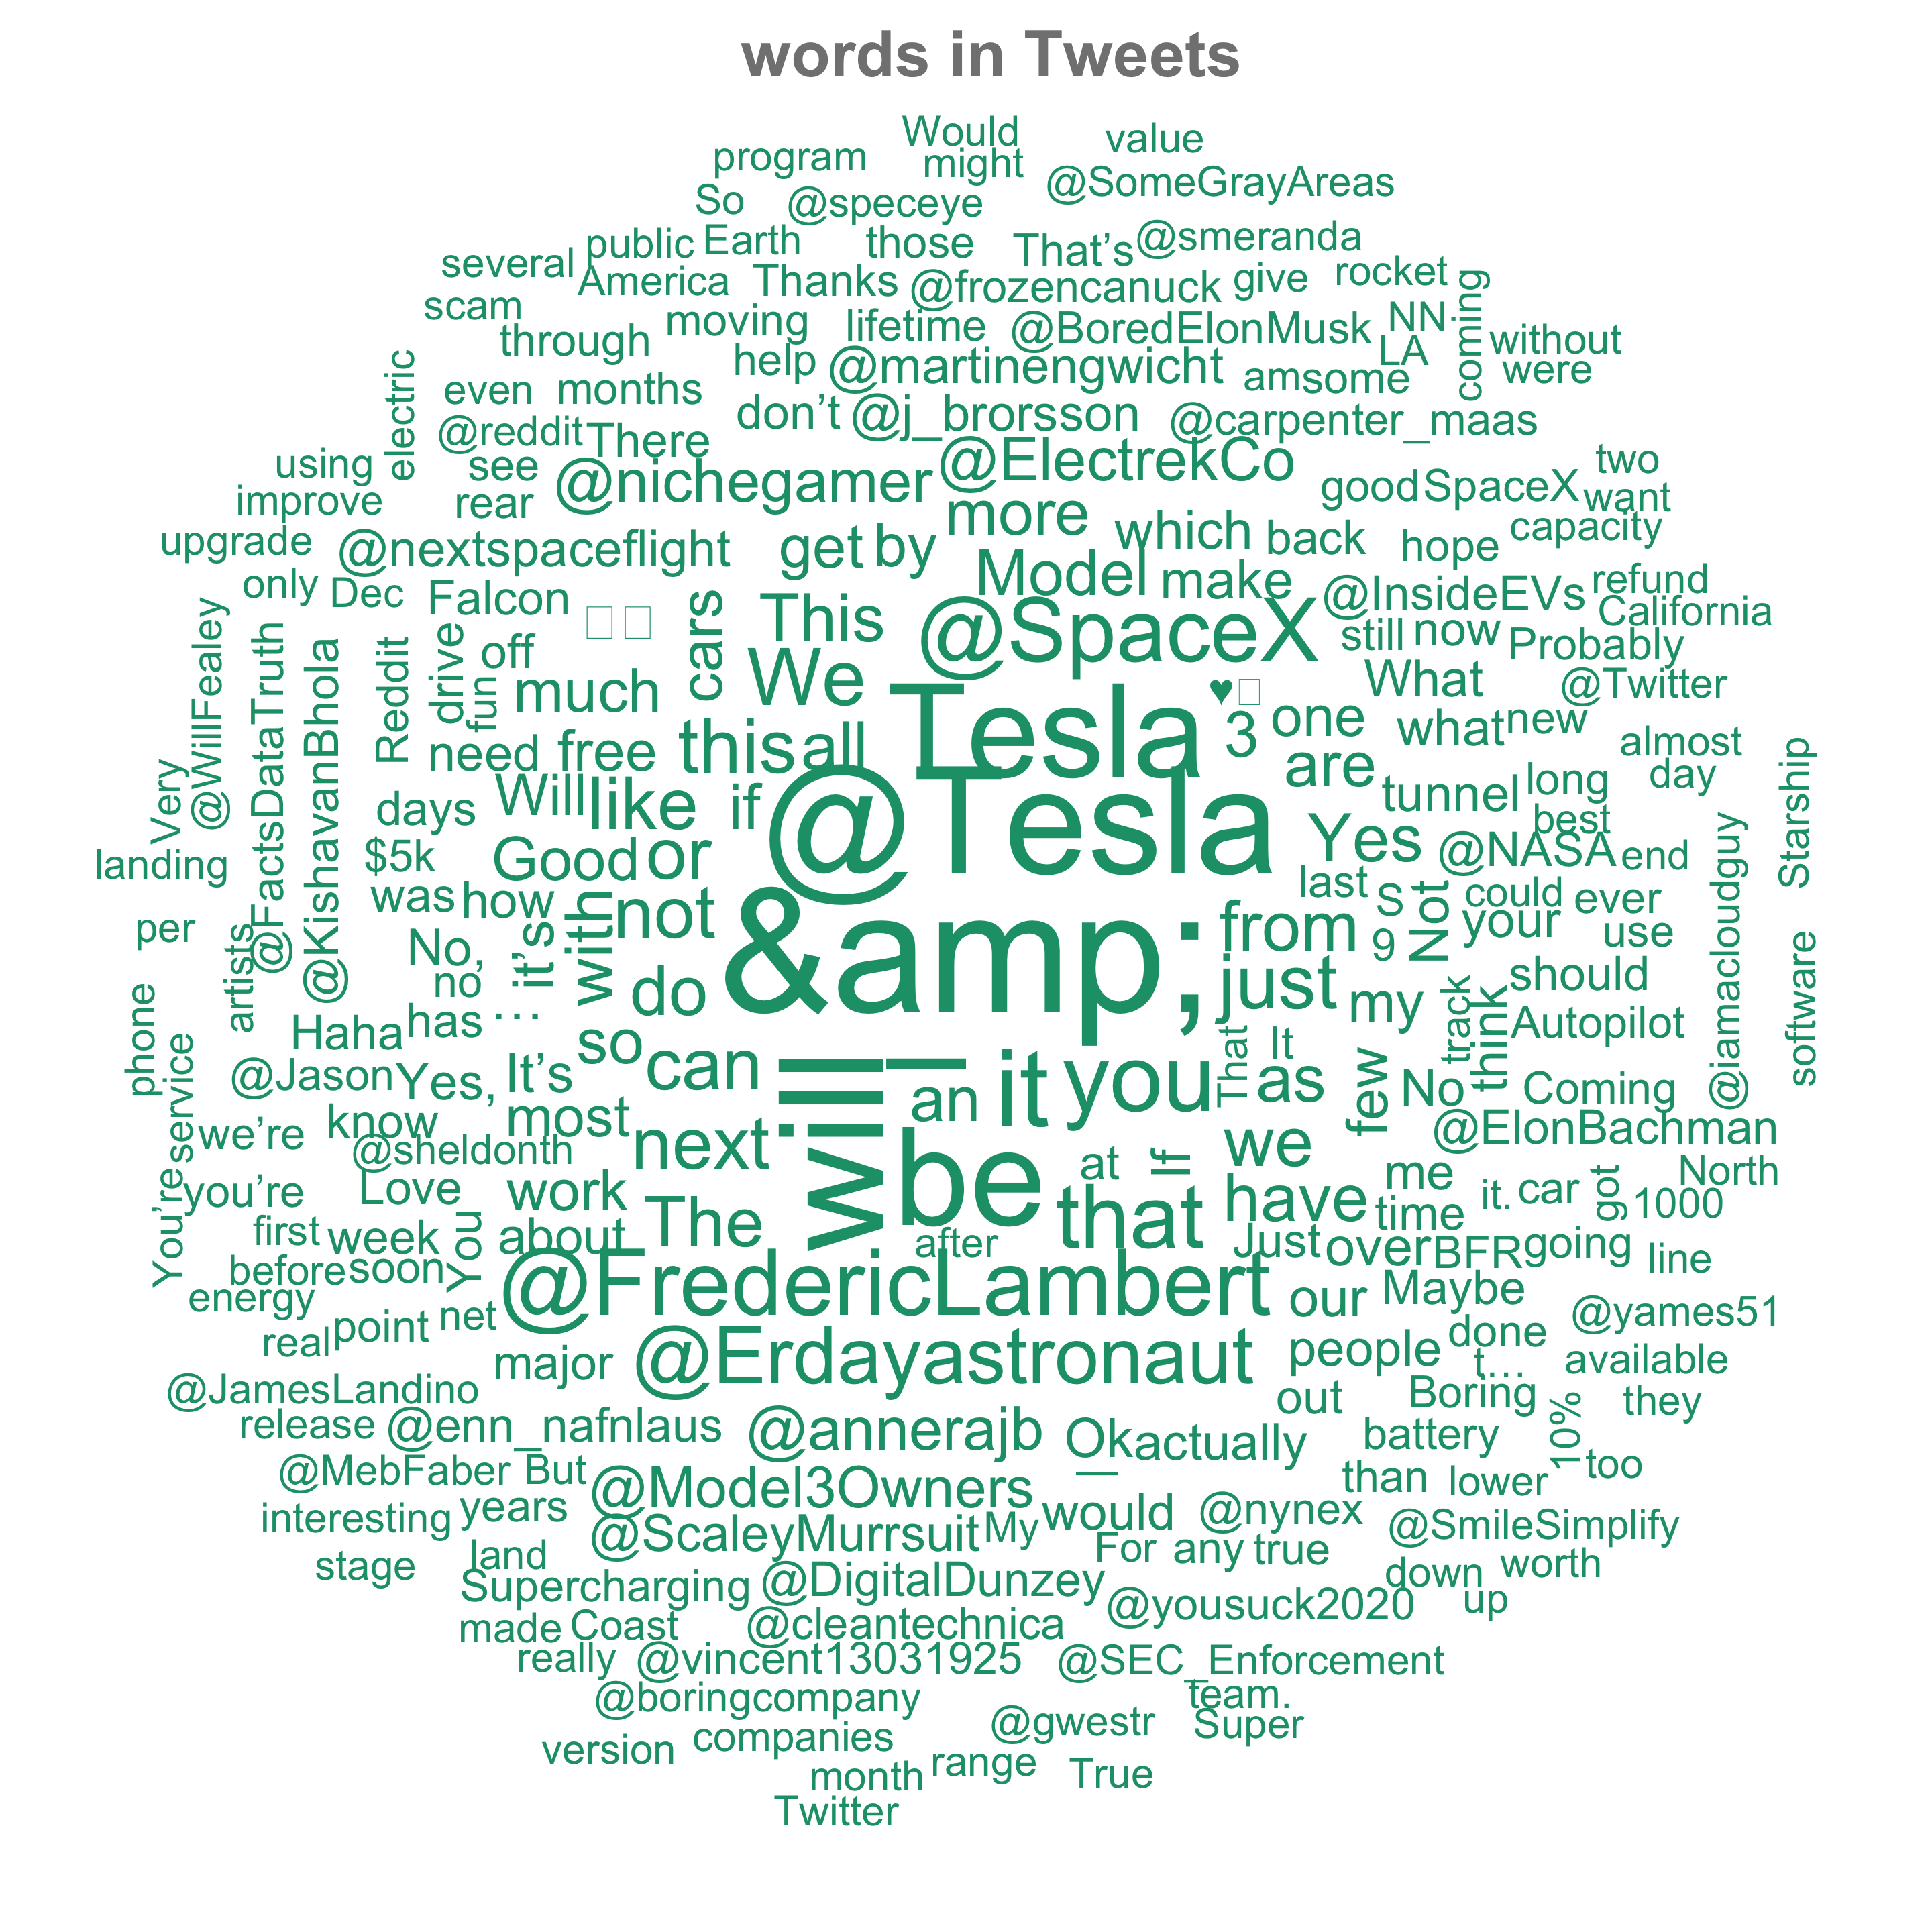 words in Tweets
Would
value
program
might
@SomeGrayAreas
So
@speceye
public
Earth
those
That’s
@smeranda
several
America
Thanks
@frozencanuck
give
rocket
scam
moving
lifetime
@BoredElonMusk
NN
coming
through
help
@martinengwicht
LA
without
am
some
were
electric
even
months
don’t
@j_brorsson
@carpenter_maas
@reddit
There
using
see
@nichegamer
@ElectrekCo
good
SpaceX
two
improve
rear
more
want
upgrade
@nextspaceflight
get
by
which
back
hope
capacity
only
Dec
Falcon
Model
make
@InsideEVs
refund
cars
This
@SpaceX
California
@WillFealey
@FactsDataTruth
@KishavanBhola
Reddit
drive
off
still
now
Probably
fun
much
We
Tesla
♥
What
@Twitter
need
free
this
all
3
one
what
new
almost
Very
days
Will
like
if
@Tesla
are
tunnel
long
day
Starship
best
landing
$5k
Good
or
Yes
@NASA
end
@iamacloudguy
was
how
with
not
&amp;
last
S
Not
could
ever
per
artists
No,
it’s
from
9
your
use
no
do
just
my
track
think
should
software
phone
service
Haha
has
…
so
can
will
I
That
It
Autopilot
@Jason
Yes,
It’s
an
it
you
as
few
No
Coming
we’re
know
most
next
@ElonBachman
@sheldonth
be
at
If
we
me
North
You’re
you’re
Love
work
The
that
have
time
it.
car
got
1000
first
week
You
about
after
Just
over
BFR
going
line
before
soon
@FredericLambert
our
Maybe
energy
real
point
net
@yames51
major
@Erdayastronaut
people
done
t…
available
@JamesLandino
out
Boring
10%
they
release
@enn_nafnlaus
@annerajb
Ok
actually
battery
@MebFaber
But
@Model3Owners
—
than
lower
too
interesting
years
@ScaleyMurrsuit
My
would
@nynex
@SmileSimplify
stage
land
For
any
true
down
worth
Supercharging
@DigitalDunzey
@yousuck2020
up
made
Coast
@cleantechnica
really
@vincent13031925
@SEC_Enforcement
@boringcompany
team.
companies
@gwestr
Super
version
month
range
True
Twitter